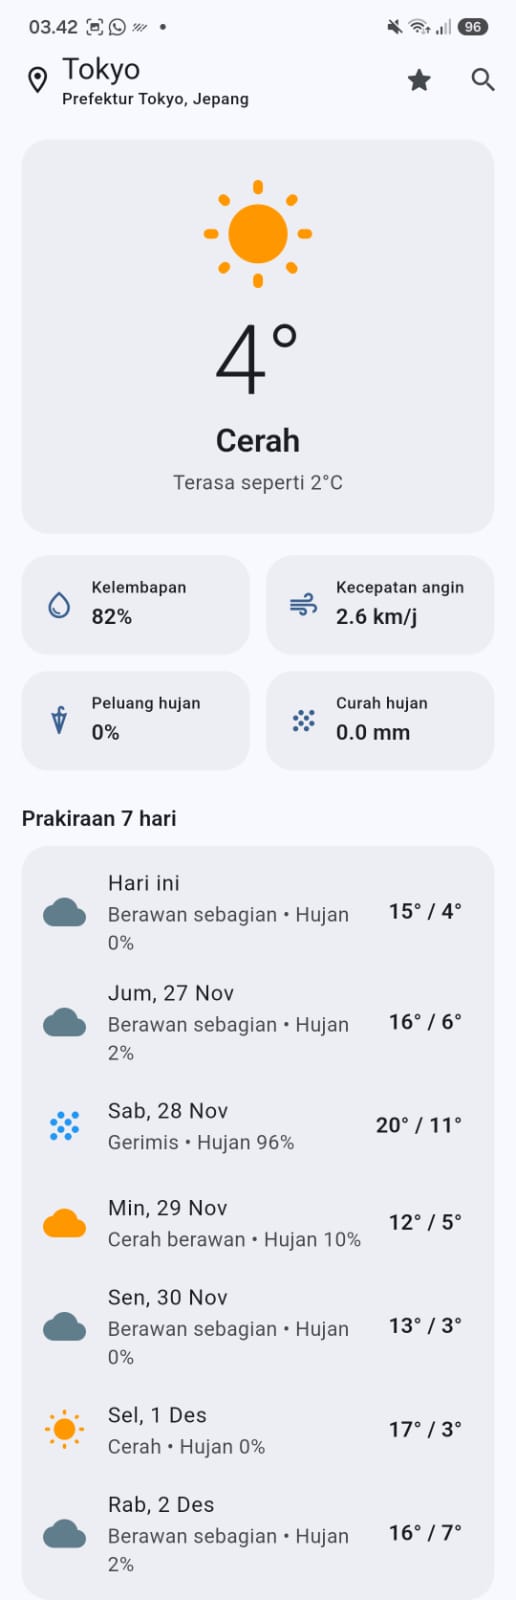 03.42
96
Tokyo
Prefektur Tokyo, Jepang
4°
Cerah
Terasa seperti 2°C
Kelembapan
82%
Kecepatan angin
2.6 km/j
Peluang hujan
0%
Curah hujan
0.0 mm
Prakiraan 7 hari
Hari ini
Berawan sebagian • Hujan
0%
15° / 4°
Jum, 27 Nov
Berawan sebagian • Hujan
2%
16° / 6°
Sab, 28 Nov
Gerimis • Hujan 96%
20° / 11°
Min, 29 Nov
Cerah berawan • Hujan 10%
12° / 5°
Sen, 30 Nov
Berawan sebagian • Hujan
0%
13° / 3°
Sel, 1 Des
Cerah • Hujan 0%
17° / 3°
Rab, 2 Des
Berawan sebagian • Hujan
2%
16° / 7°